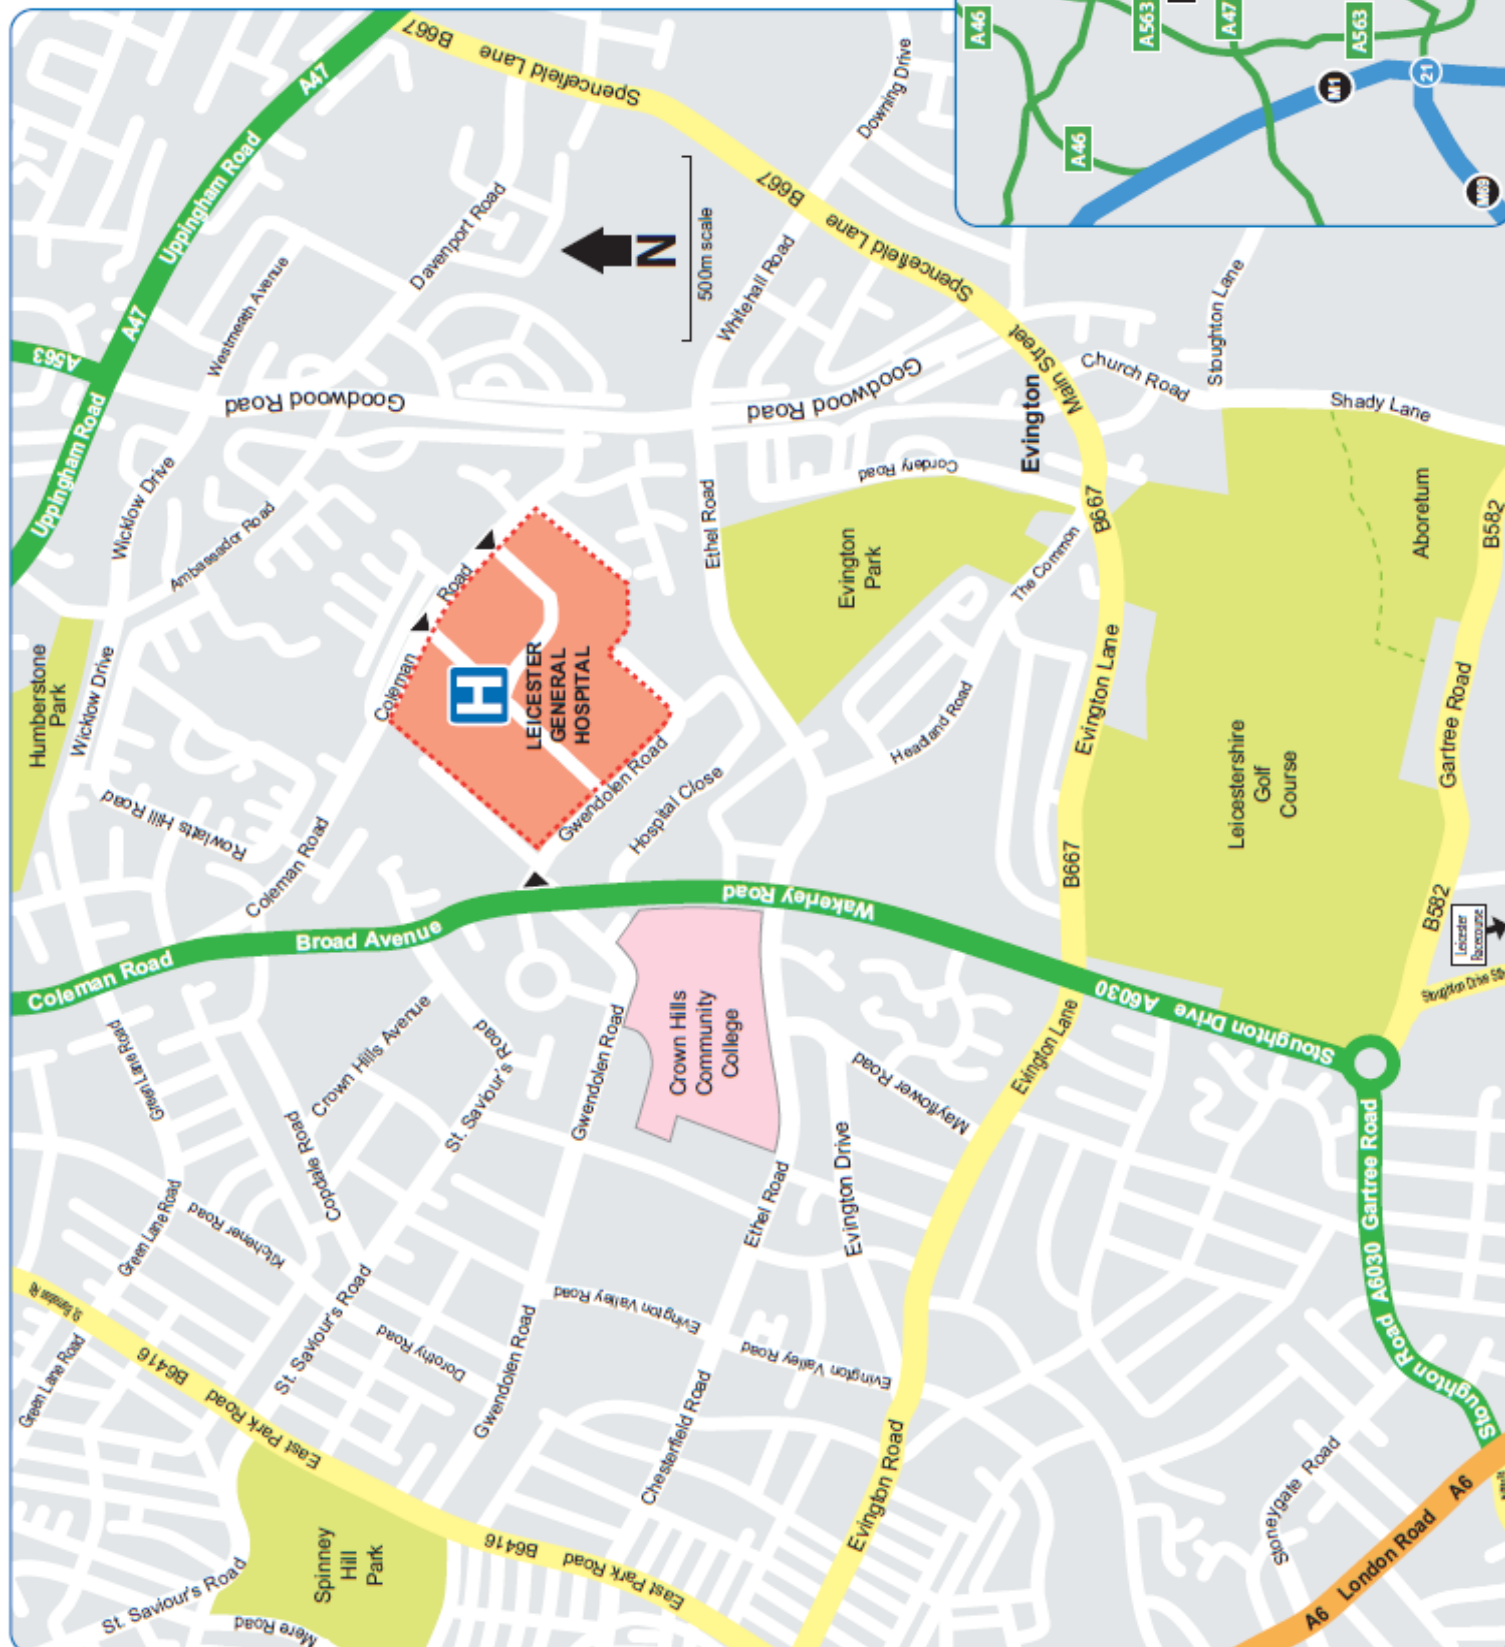 A46
A563
A47
A563
M1
21
A46
M69
B667
Spencefield Lane
A47
Uppingham Road
Downing Drive
Davenport Road
B667
N
500m scale
Whitehall Road
Spencefield Lane
Westmeath Avenue
A47
A563
Stoughton Lane
Main Street
Church Road
Goodwood Road
Goodwood Road
Shady Lane
Uppingham Road
Evington
Wicklow Drive
Cordery Road
Ethel Road
B667
Ambassador Road
Aboretum
B582
Evington
Park
The Common
Coleman
Road
H
LEICESTER
GENERAL
HOSPITAL
Humberstone
Park
Wicklow Drive
Evington Lane
Headland Road
Gartree Road
Leicestershire
Golf
Course
Gwendolen Road
Hospital Close
Rowlatts Hill Road
Coleman Road
B667
Wakerley Road
B582
Leicester
Racecourse
Broad Avenue
Coleman Road
A6030
Stoughton Drive
Stoughton Drive
Crown Hills
Community
College
Green Lane Road
Crown Hills Avenue
St. Saviour's Road
Gwendolen Road
Evington Lane
Mayflower Road
Copdale Road
Ethel Road
Evington Drive
Gartree Road
A6030
Green Lane Road
Kitchener Road
St. Saviour's Road
Dorothy Road
Evington Valley Road
Evington Valley Road
Stoughton Road
Stoughton
Green Lane Road
B6416
East Park Road
Gwendolen Road
Chesterfield Road
Evington Road
Stoneygate Road
Spinney
Hill
Park
B6416
East Park Road
St. Saviour's Road
Mere Road
A6
London Road
A6